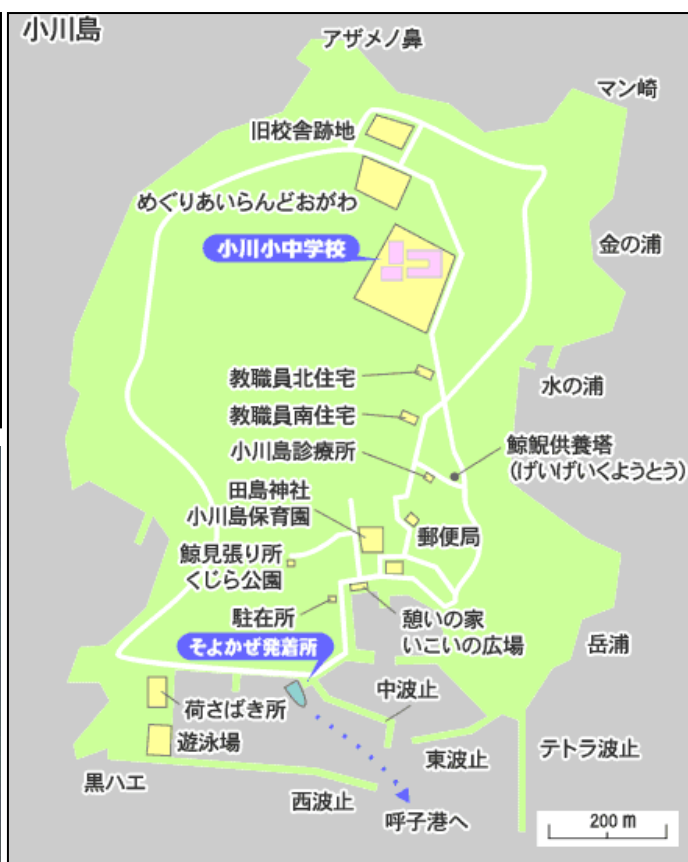 小川島
アザメノ鼻
マン崎
旧校舎跡地
めぐりあいらんどおがわ
小川小中学校
金の浦
教職員北住宅
水の浦
教職員南住宅
小川島診療所
鯨鯢供養塔
(げいげいくようとう)
田島神社
小川島保育園
郵便局
鯨見張り所
くじら公園
駐在所
憩いの家
いこいの広場
そよかぜ発着所
岳浦
中波止
荷さばき所
遊泳場
東波止
テトラ波止
黒ハエ
西波止
呼子港へ
200 m